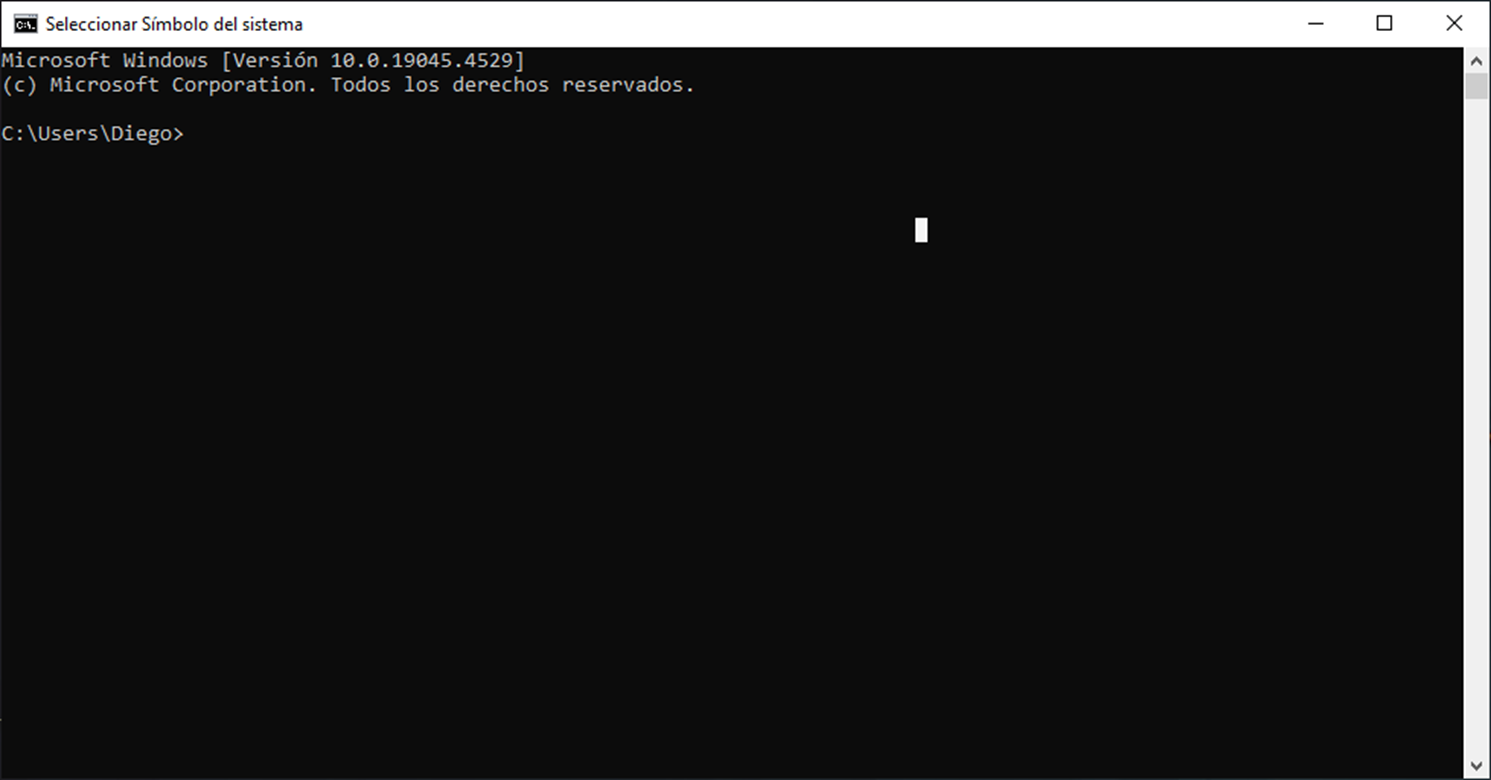 Seleccionar Símbolo del sistema
Microsoft Windows [Versión 10.0.19045.4529]
(c) Microsoft Corporation. Todos los derechos reservados.
C:\Users\Diego>